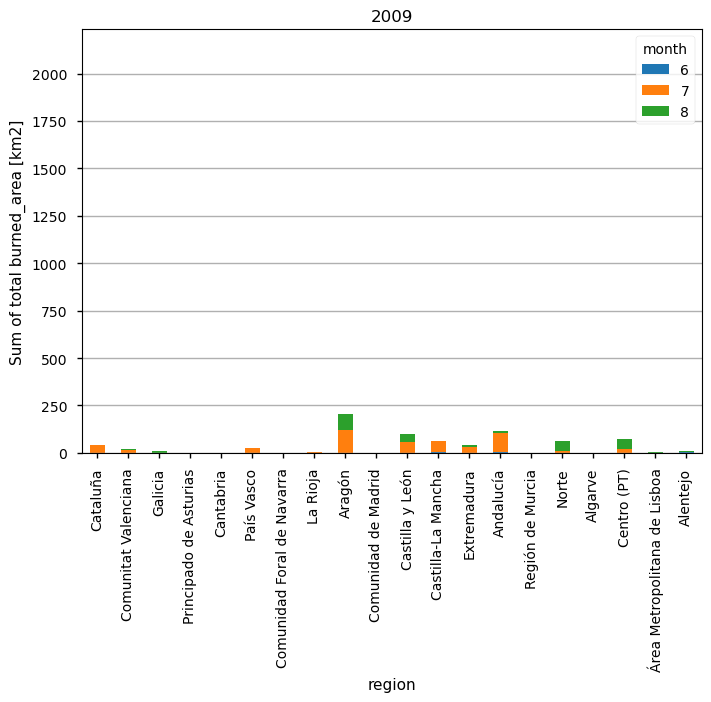 2009
month
6
7
8
Sum of total burned_area [km2]
2000
1750
1500
1250
1000
750
500
250
0
Cataluña
Comunitat Valenciana
Galicia
Principado de Asturias
Cantabria
País Vasco
Comunidad Foral de Navarra
La Rioja
Aragón
Comunidad de Madrid
Castilla y León
Castilla-La Mancha
Extremadura
Andalucía
Región de Murcia
Norte
Algarve
Centro (PT)
Área Metropolitana de Lisboa
Alentejo
region